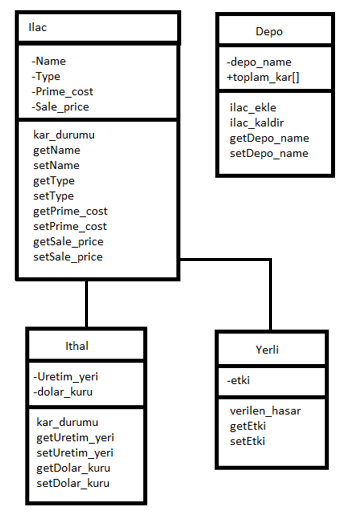 Ilac
-Name
-Type
-Prime_cost
-Sale_price
kar_durumu
getName
setName
getType
setType
getPrime_cost
setPrime_cost
getSale_price
setSale_price
Depo
-depo_name
+toplam_kar[]
ilac_ekle
ilac_kaldir
getDepo_name
setDepo_name
Ithal
-Uretim_yeri
-dolar_kuru
kar_durumu
getUretim_yeri
setUretim_yeri
getDolar_kuru
setDolar_kuru
Yerli
-etki
verilen_hasar
getEtki
setEtki